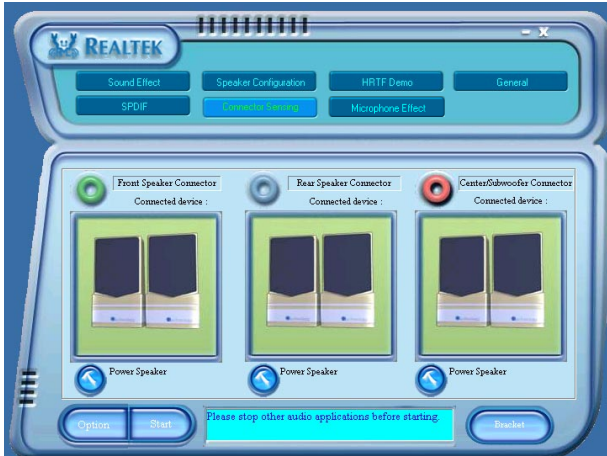 REALTEK
Sound Effect
Speaker Configuration
HRTF Demo
General
SPDIF
Connector Sensing
Microphone Effect
Front Speaker Connector
Rear Speaker Connector
Center/Subwoofer Connector
Connected device :
Connected device :
Connected device :
Power Speaker
Power Speaker
Power Speaker
Option
Start
Please stop other audio applications before starting.
Bracket